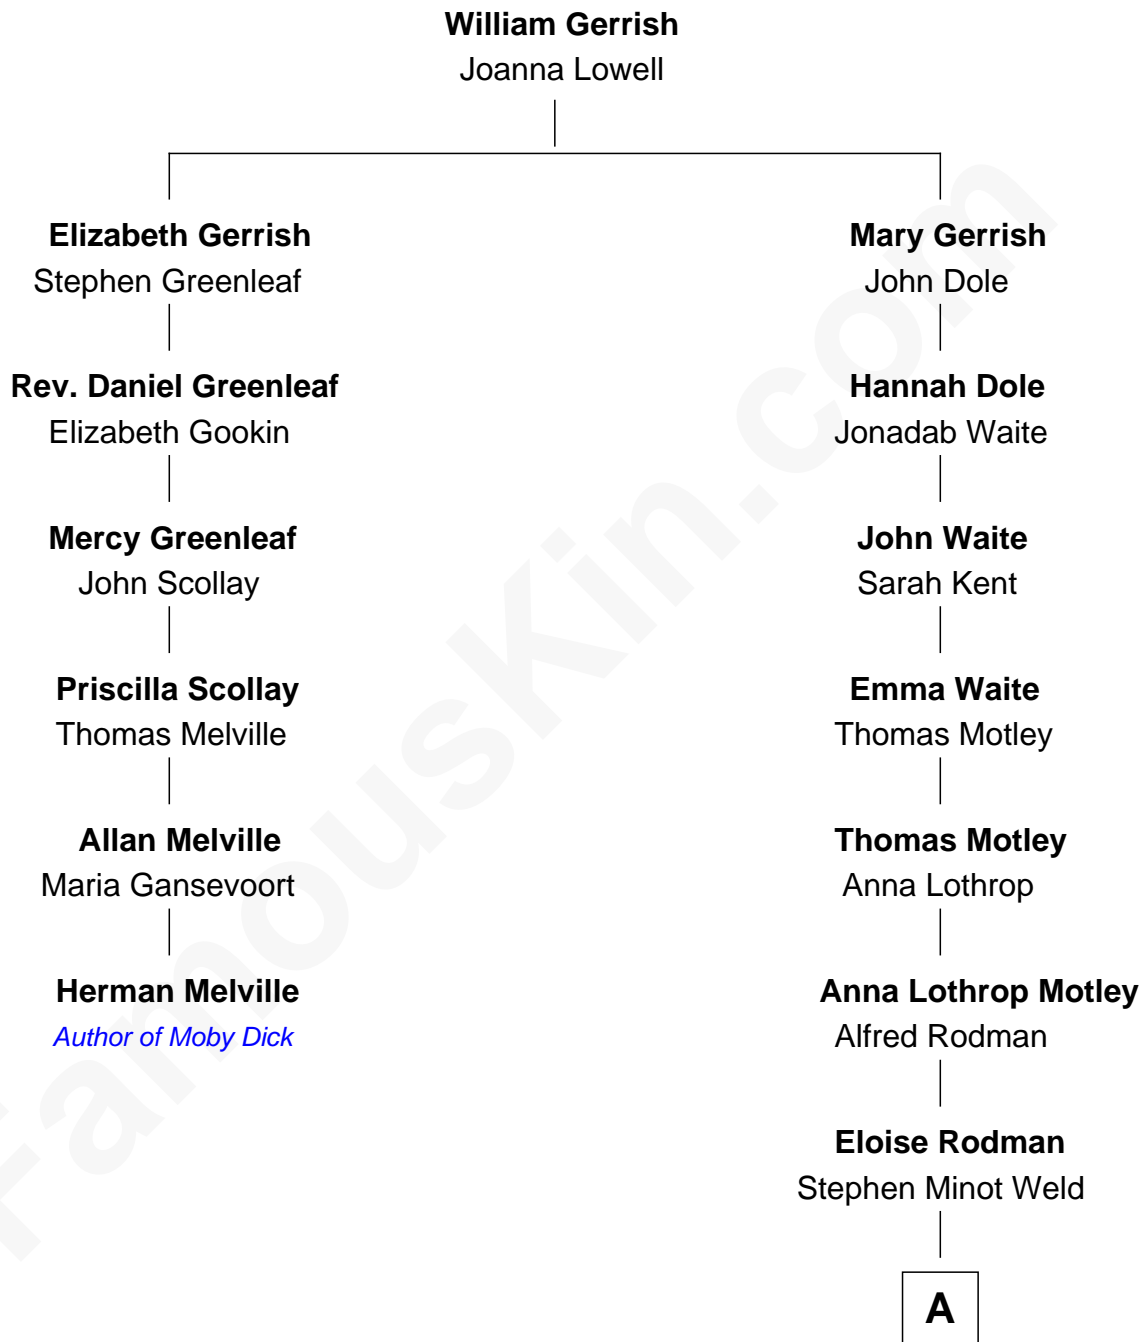 William Gerrish
Joanna Lowell
Elizabeth Gerrish
Stephen Greenleaf
Mary Gerrish
John Dole
Rev. Daniel Greenleaf
Elizabeth Gookin
Hannah Dole
Jonadab Waite
Mercy Greenleaf
John Scollay
John Waite
Sarah Kent
Priscilla Scollay
Thomas Melville
Emma Waite
Thomas Motley
Allan Melville
Maria Gansevoort
Thomas Motley
Anna Lothrop
Herman Melville
Author of Moby Dick
Anna Lothrop Motley
Alfred Rodman
Eloise Rodman
Stephen Minot Weld
A
FamousKin.com